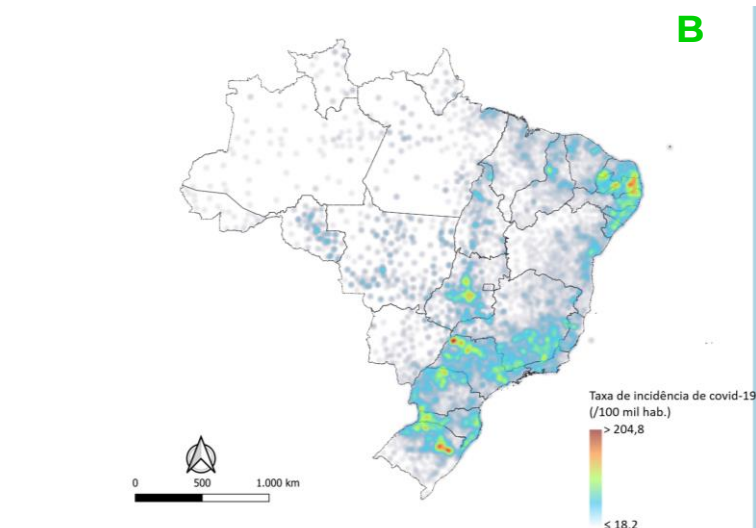 B
Taxa de incidência de covid-19
(/100 mil hab.)
> 204,8
≤ 18,2
0 500 1.000 km